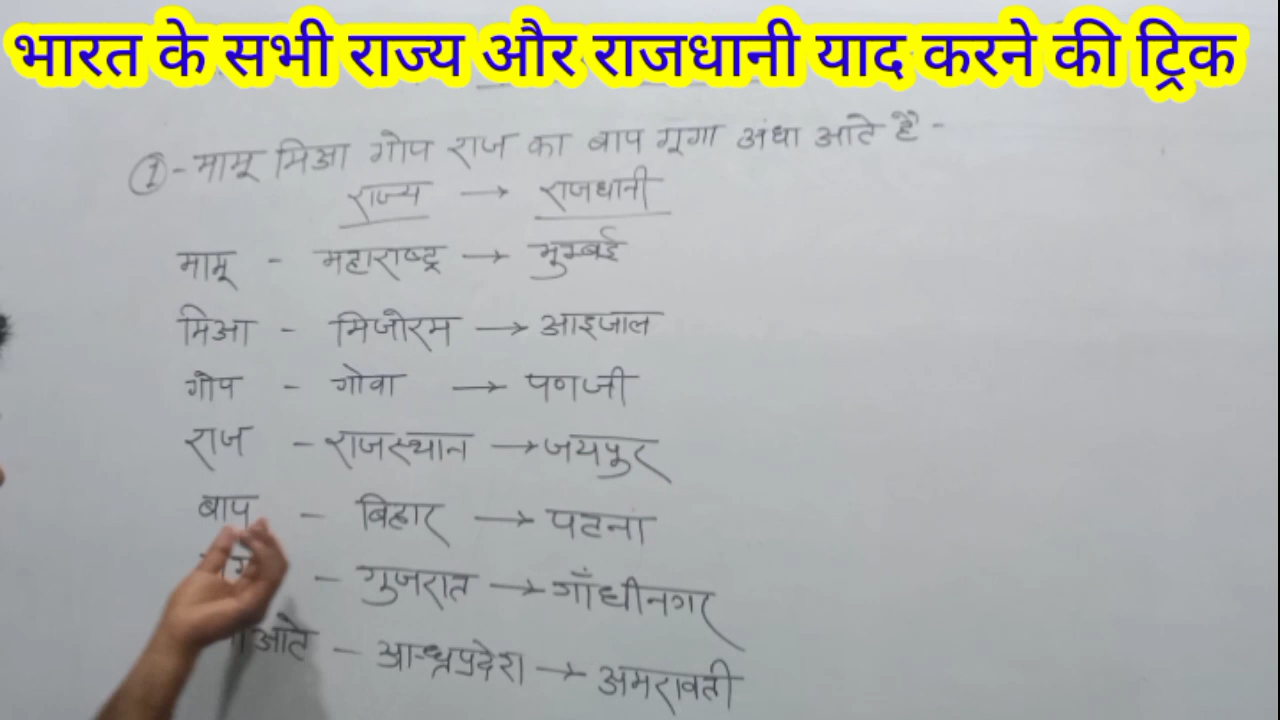 भारत के सभी राज्य और राजधानी याद करने की ट्रिक
①- मामू मिआ गोप राज का बाप गूगा अंधा आते है -
राज्य → राजधानी
मामू - महाराष्ट्र → मुम्बई
मिआ - मिजोरम → आइजाल
गोप - गोवा → पणजी
राज - राजस्थान → जयपुर
बाप - बिहार → पटना
- गुजरात → गाँधीनगर
आते - आन्ध्रप्रदेश → अमरावती